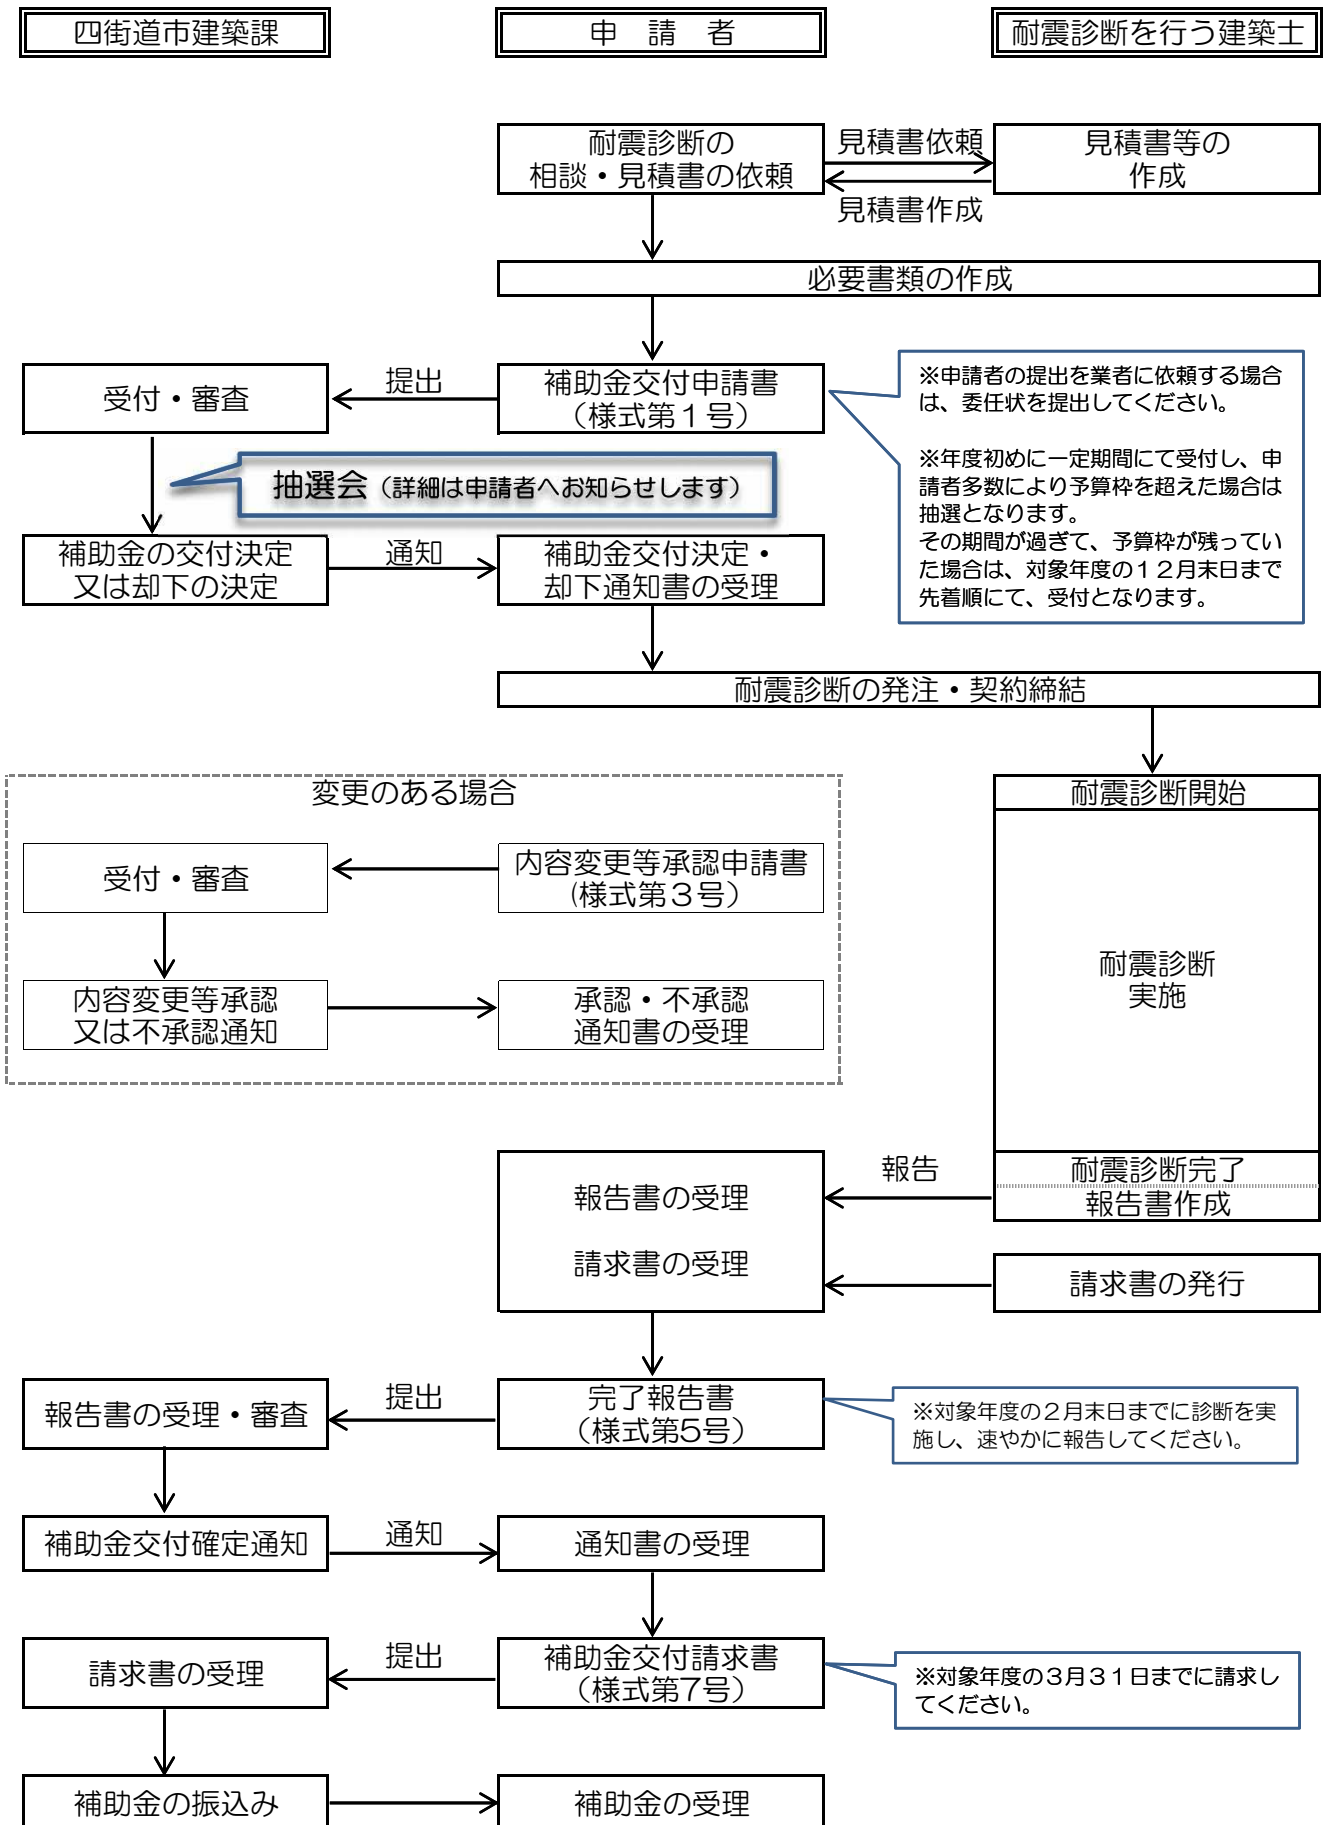 四街道市建築課
申　請　者
耐震診断を行う建築士
耐震診断の
相談・見積書の依頼
見積書依頼
見積書作成
見積書等の
作成
必要書類の作成
受付・審査
提出
補助金交付申請書
（様式第１号）
※申請者の提出を業者に依頼する場合
は、委任状を提出してください。
※年度初めに一定期間にて受付し、申
請者多数により予算枠を超えた場合は
抽選となります。
その期間が過ぎて、予算枠が残ってい
た場合は、対象年度の１２月末日まで
先着順にて、受付となります。
抽選会（詳細は申請者へお知らせします）
補助金の交付決定
又は却下の決定
通知
補助金交付決定・
却下通知書の受理
耐震診断の発注・契約締結
変更のある場合
受付・審査
内容変更等承認申請書
(様式第３号）
内容変更等承認
又は不承認通知
承認・不承認
通知書の受理
耐震診断開始
耐震診断
実施
耐震診断完了
報告書作成
報告
報告書の受理
請求書の受理
請求書の発行
報告書の受理・審査
提出
完了報告書
（様式第5号）
※対象年度の２月末日までに診断を実
施し、速やかに報告してください。
補助金交付確定通知
通知
通知書の受理
請求書の受理
提出
補助金交付請求書
（様式第7号）
※対象年度の３月３１日までに請求し
てください。
補助金の振込み
補助金の受理